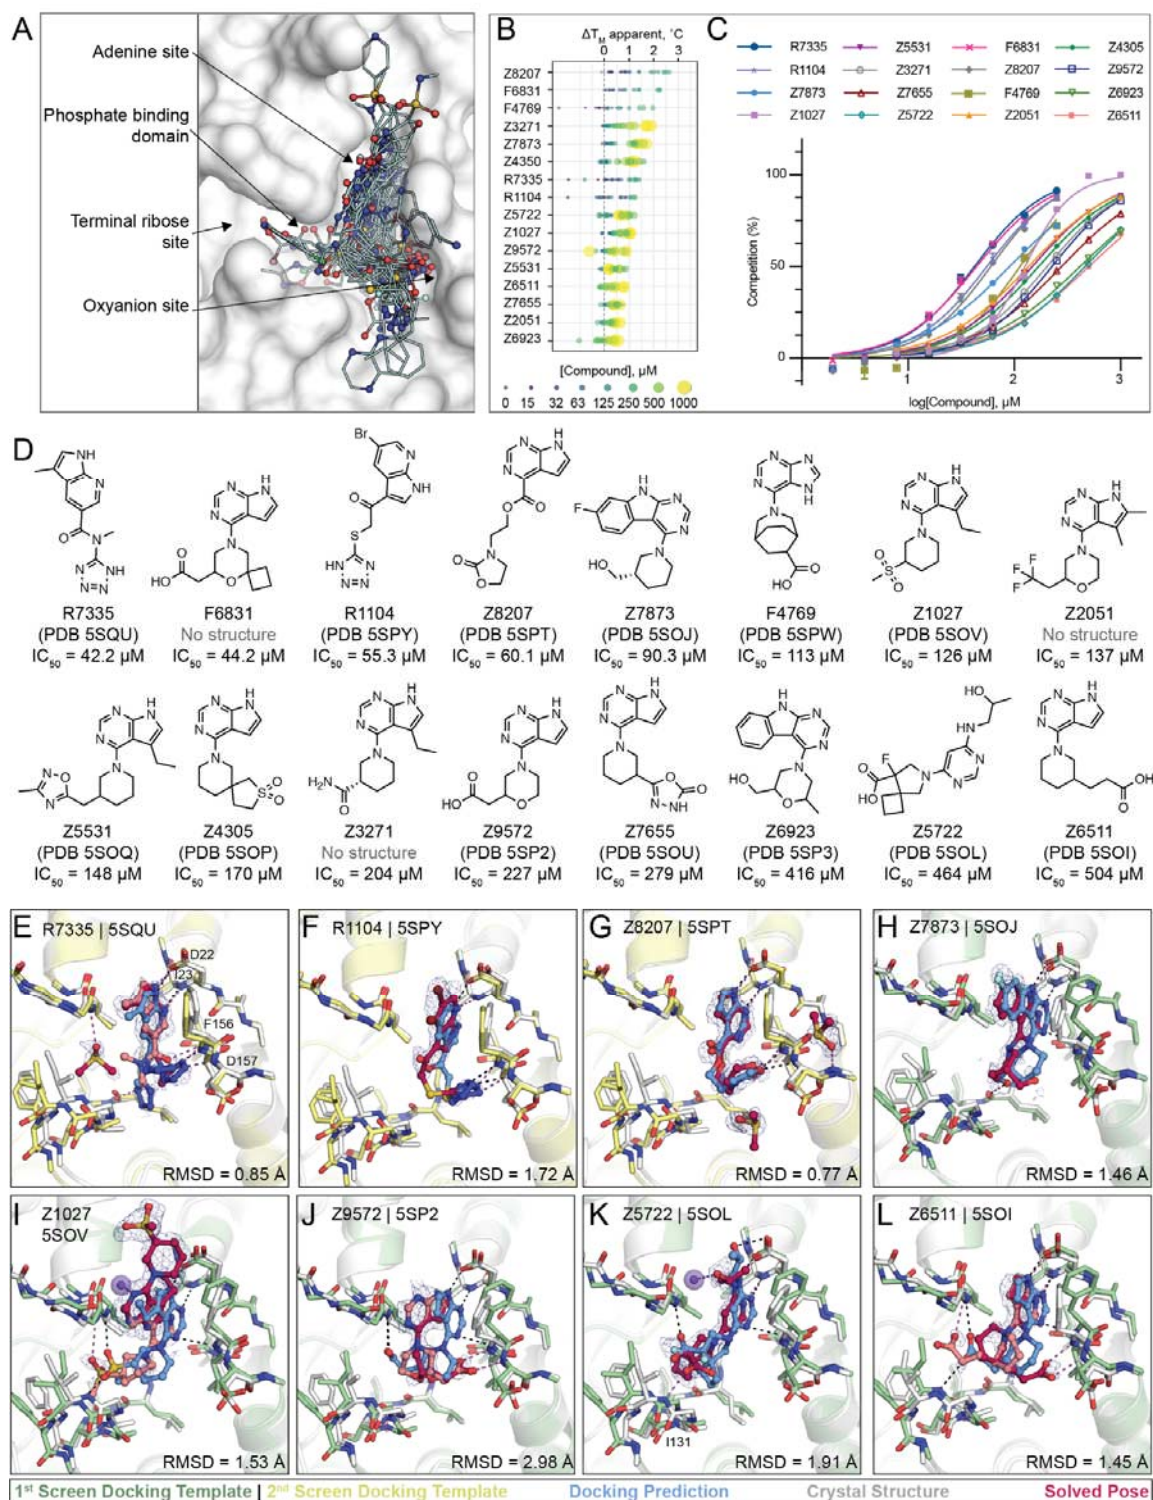 A
Adenine site
Phosphate binding
domain
Terminal ribose
site
Oxyanion site
B
ΔTM apparent, °C
0 1 2 3
Z8207
F6831
F4769
Z3271
Z7873
Z4350
R7335
R1104
Z5722
Z1027
Z9572
Z5531
Z6511
Z7655
Z2051
Z6923
[Compound], µM
0 15 32 63 125 250 500 1000
C
R7335 Z5531 F6831 Z4305
R1104 Z3271 Z8207 Z9572
Z7873 Z7655 F4769 Z6923
Z1027 Z5722 Z2051 Z6511
Competition (%)
100
50
0
1 2 3
log[Compound], µM
D
R7335 F6831 R1104 Z8207 Z7873 F4769 Z1027 Z2051
(PDB 5SQU) No structure (PDB 5SPY) (PDB 5SPT) (PDB 5SOJ) (PDB 5SPW) (PDB 5SOV) No structure
IC50 = 42.2 µM IC50 = 44.2 µM IC50 = 55.3 µM IC50 = 60.1 µM IC50 = 90.3 µM IC50 = 113 µM IC50 = 126 µM IC50 = 137 µM
Z5531 Z4305 Z3271 Z9572 Z7655 Z6923 Z5722 Z6511
(PDB 5SOQ) (PDB 5SOP) No structure (PDB 5SP2) (PDB 5SOU) (PDB 5SP3) (PDB 5SOL) (PDB 5SOI)
IC50 = 148 µM IC50 = 170 µM IC50 = 204 µM IC50 = 227 µM IC50 = 279 µM IC50 = 416 µM IC50 = 464 µM IC50 = 504 µM
E R7335 | 5SQU
D22
I23
F156
D157
RMSD = 0.85 Å
F R1104 | 5SPY
RMSD = 1.72 Å
G Z8207 | 5SPT
RMSD = 0.77 Å
H Z7873 | 5SOJ
RMSD = 1.46 Å
I Z1027
5SOV
RMSD = 1.53 Å
J Z9572 | 5SP2
RMSD = 2.98 Å
K Z5722 | 5SOL
I131
RMSD = 1.91 Å
L Z6511 | 5SOI
RMSD = 1.45 Å
1st Screen Docking Template | 2nd Screen Docking Template Docking Prediction Crystal Structure Solved Pose